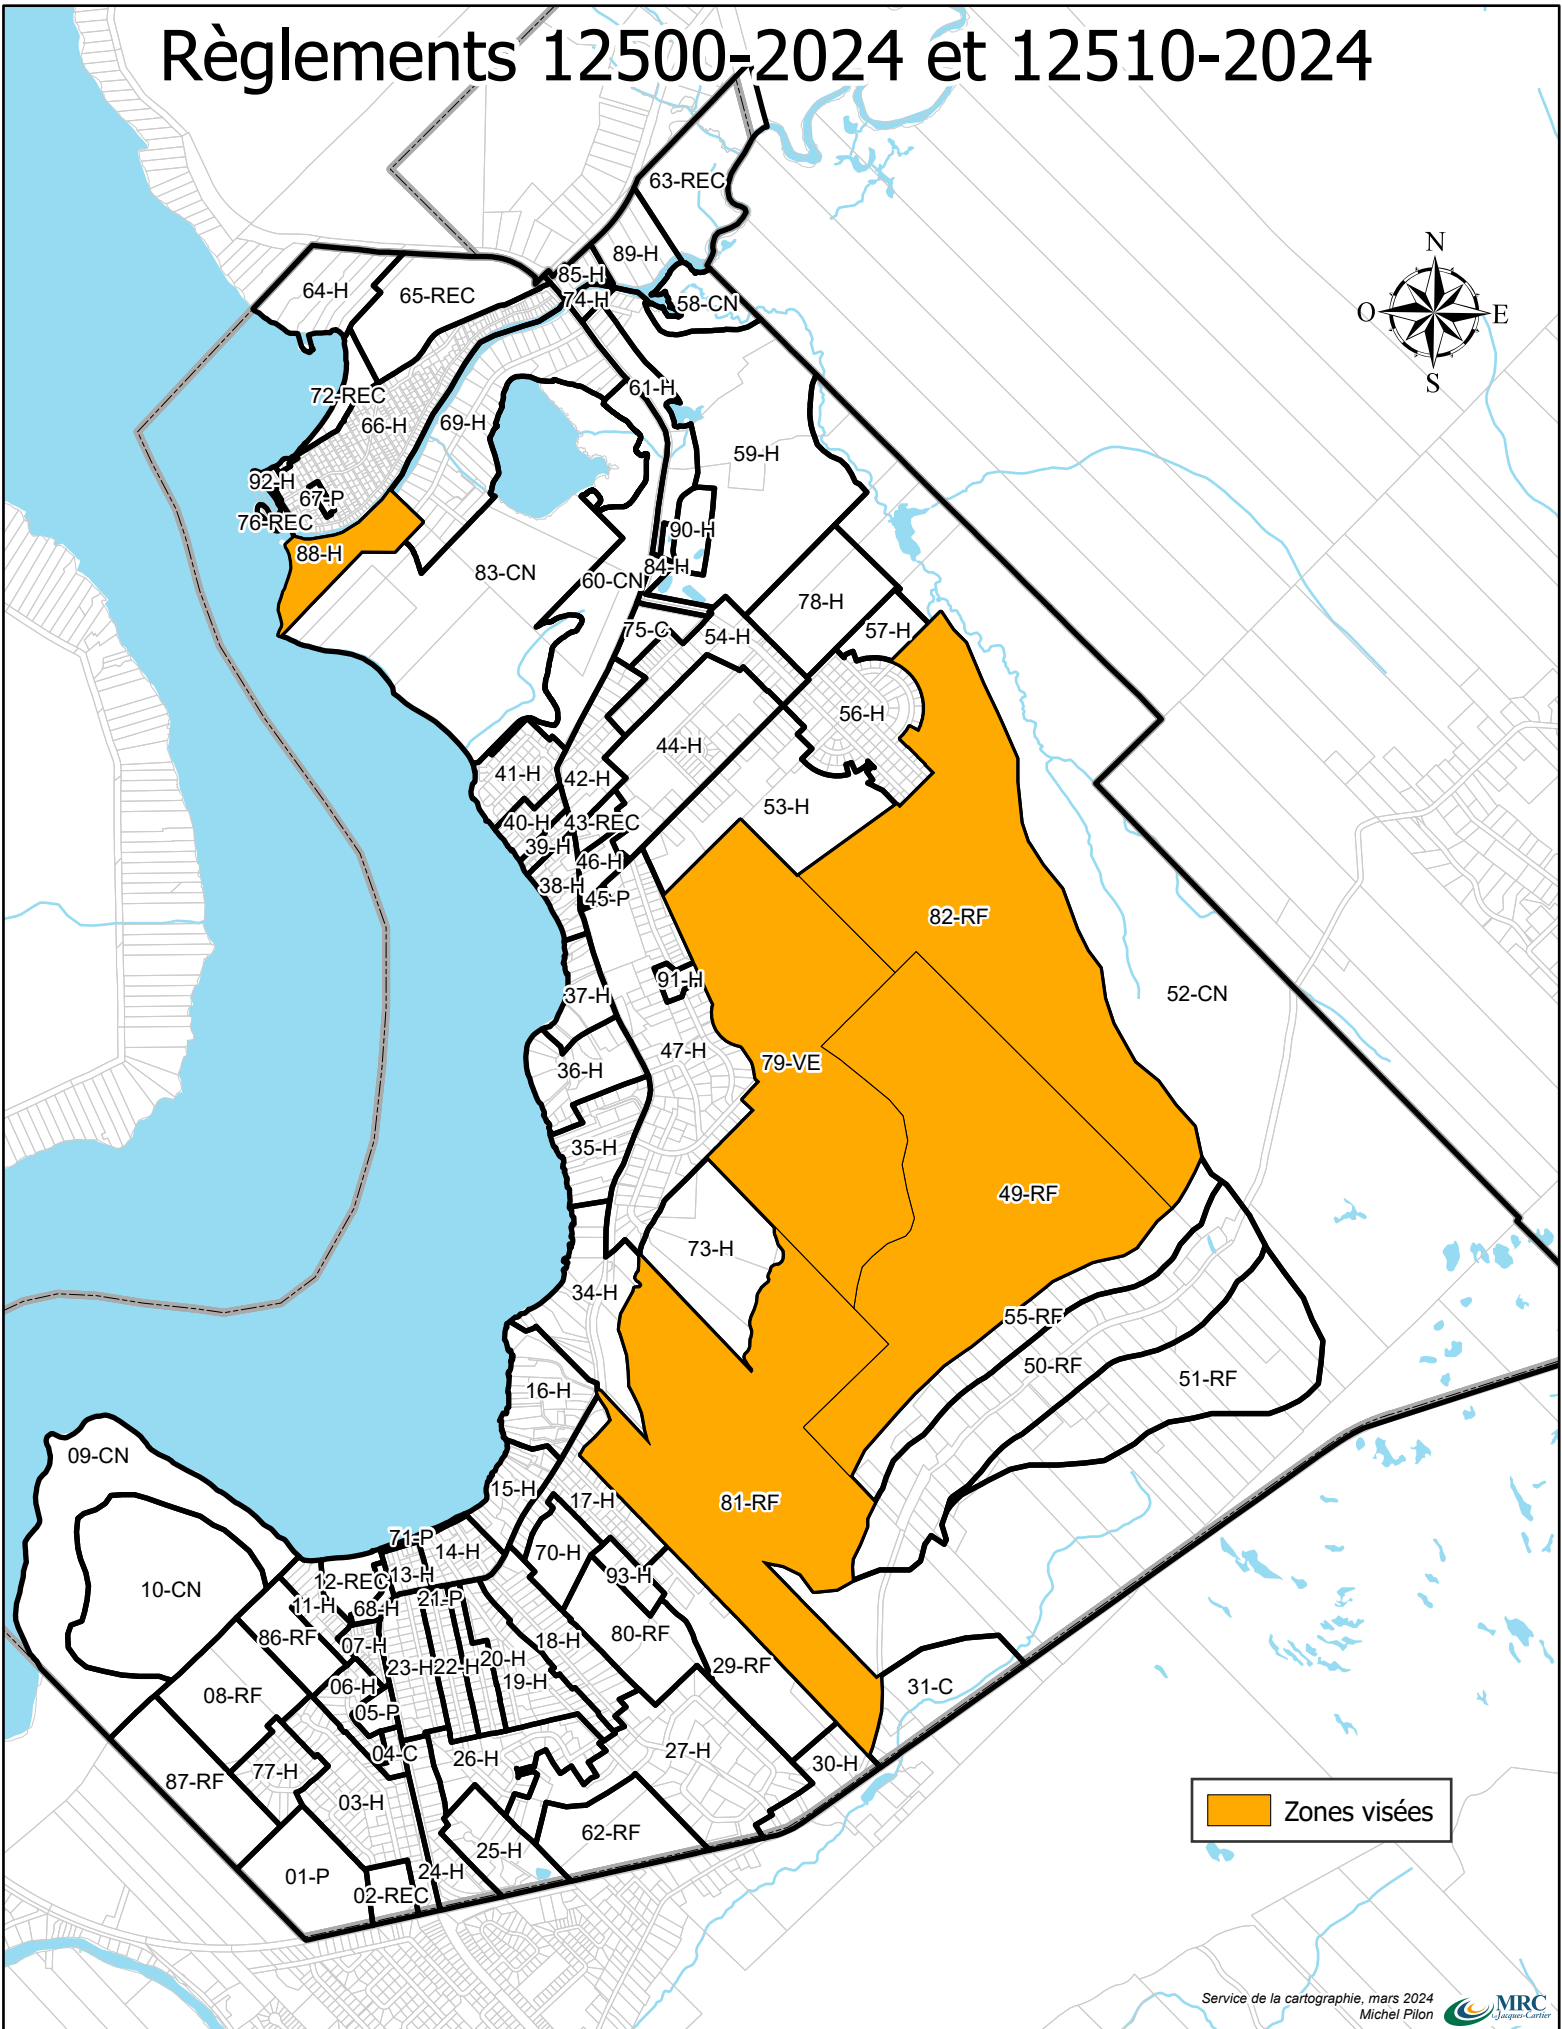 Règlements 12500-2024 et 12510-2024
63-REC
89-H
85-H
64-H
65-REC
74-H
58-CN
N
O
E
S
72-REC
61-H
66-H
69-H
59-H
92-H
67-P
76-REC
90-H
88-H
84-H
83-CN
60-CN
78-H
75-C
54-H
57-H
56-H
44-H
41-H
42-H
53-H
40-H
43-REC
39-H
46-H
38-H
45-P
82-RF
91-H
37-H
52-CN
47-H
79-VE
36-H
35-H
49-RF
73-H
34-H
55-RF
50-RF
51-RF
16-H
09-CN
15-H
17-H
81-RF
71-P
14-H
70-H
12-REC
13-H
93-H
10-CN
11-H
21-P
68-H
86-RF
07-H
18-H
80-RF
20-H
23-H
22-H
29-RF
06-H
19-H
08-RF
31-C
05-P
04-C
26-H
27-H
30-H
77-H
87-RF
03-H
Zones visées
62-RF
25-H
24-H
01-P
02-REC
Service de la cartographie, mars 2024
Michel Pilon
MRC
La Jacques-Cartier